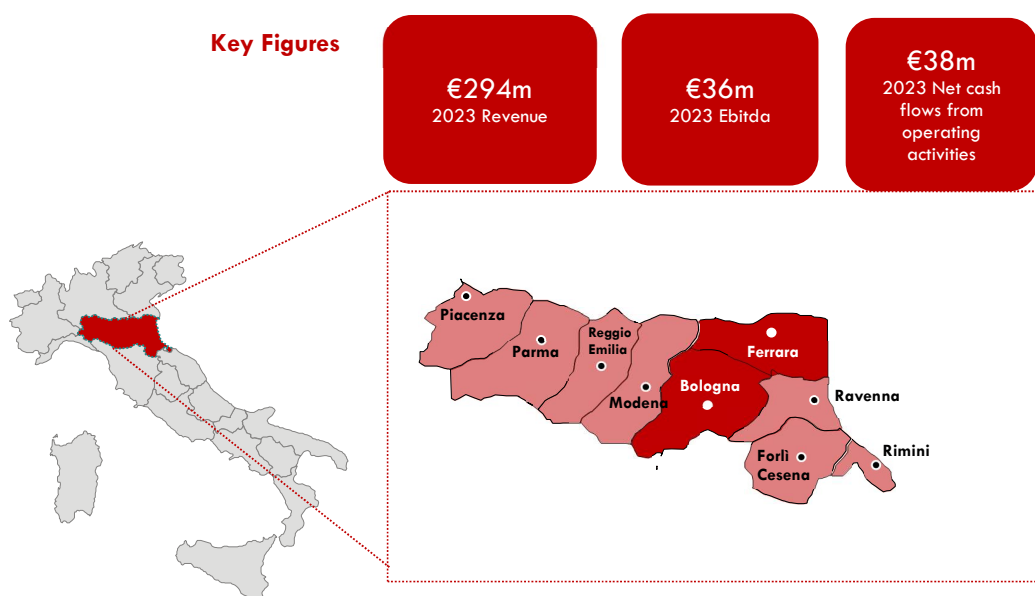 Key Figures
€294m
2023 Revenue
€36m
2023 Ebitda
€38m
2023 Net cash
flows from
operating
activities
Piacenza
Parma
Reggio
Emilia
Modena
Bologna
Ferrara
Ravenna
Forlì
Cesena
Rimini